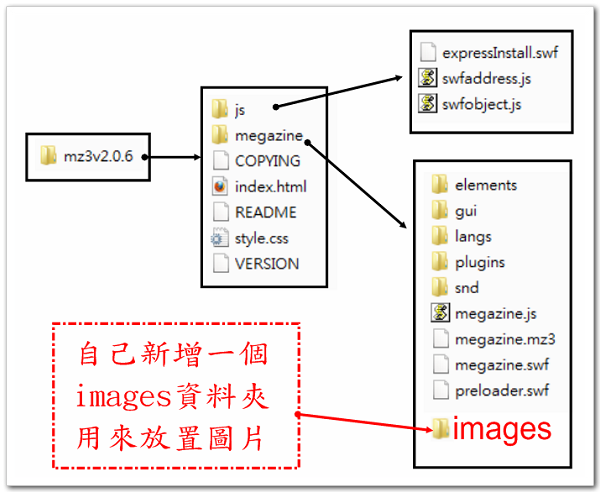 mz3v2.0.6
js
megazine
COPYING
index.html
README
style.css
VERSION
expressInstall.swf
swfaddress.js
swfobject.js
elements
gui
langs
plugins
snd
megazine.js
megazine.mz3
megazine.swf
preloader.swf
images
自己新增一個
images資料夾
用來放置圖片